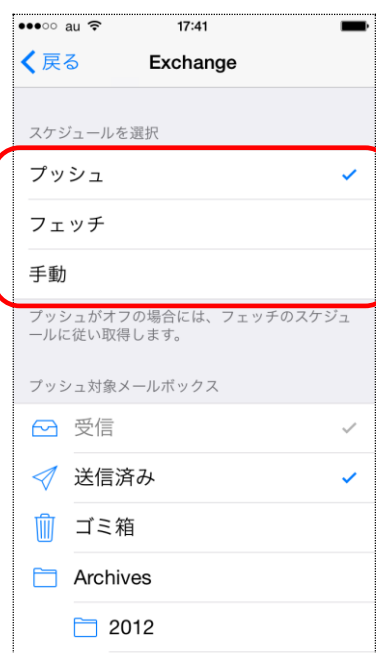 au 17:41
戻る Exchange
スケジュールを選択
プッシュ
フェッチ
手動
プッシュがオフの場合には、フェッチのスケジュ
ールに従い取得します。
プッシュ対象メールボックス
受信
送信済み
ゴミ箱
Archives
2012